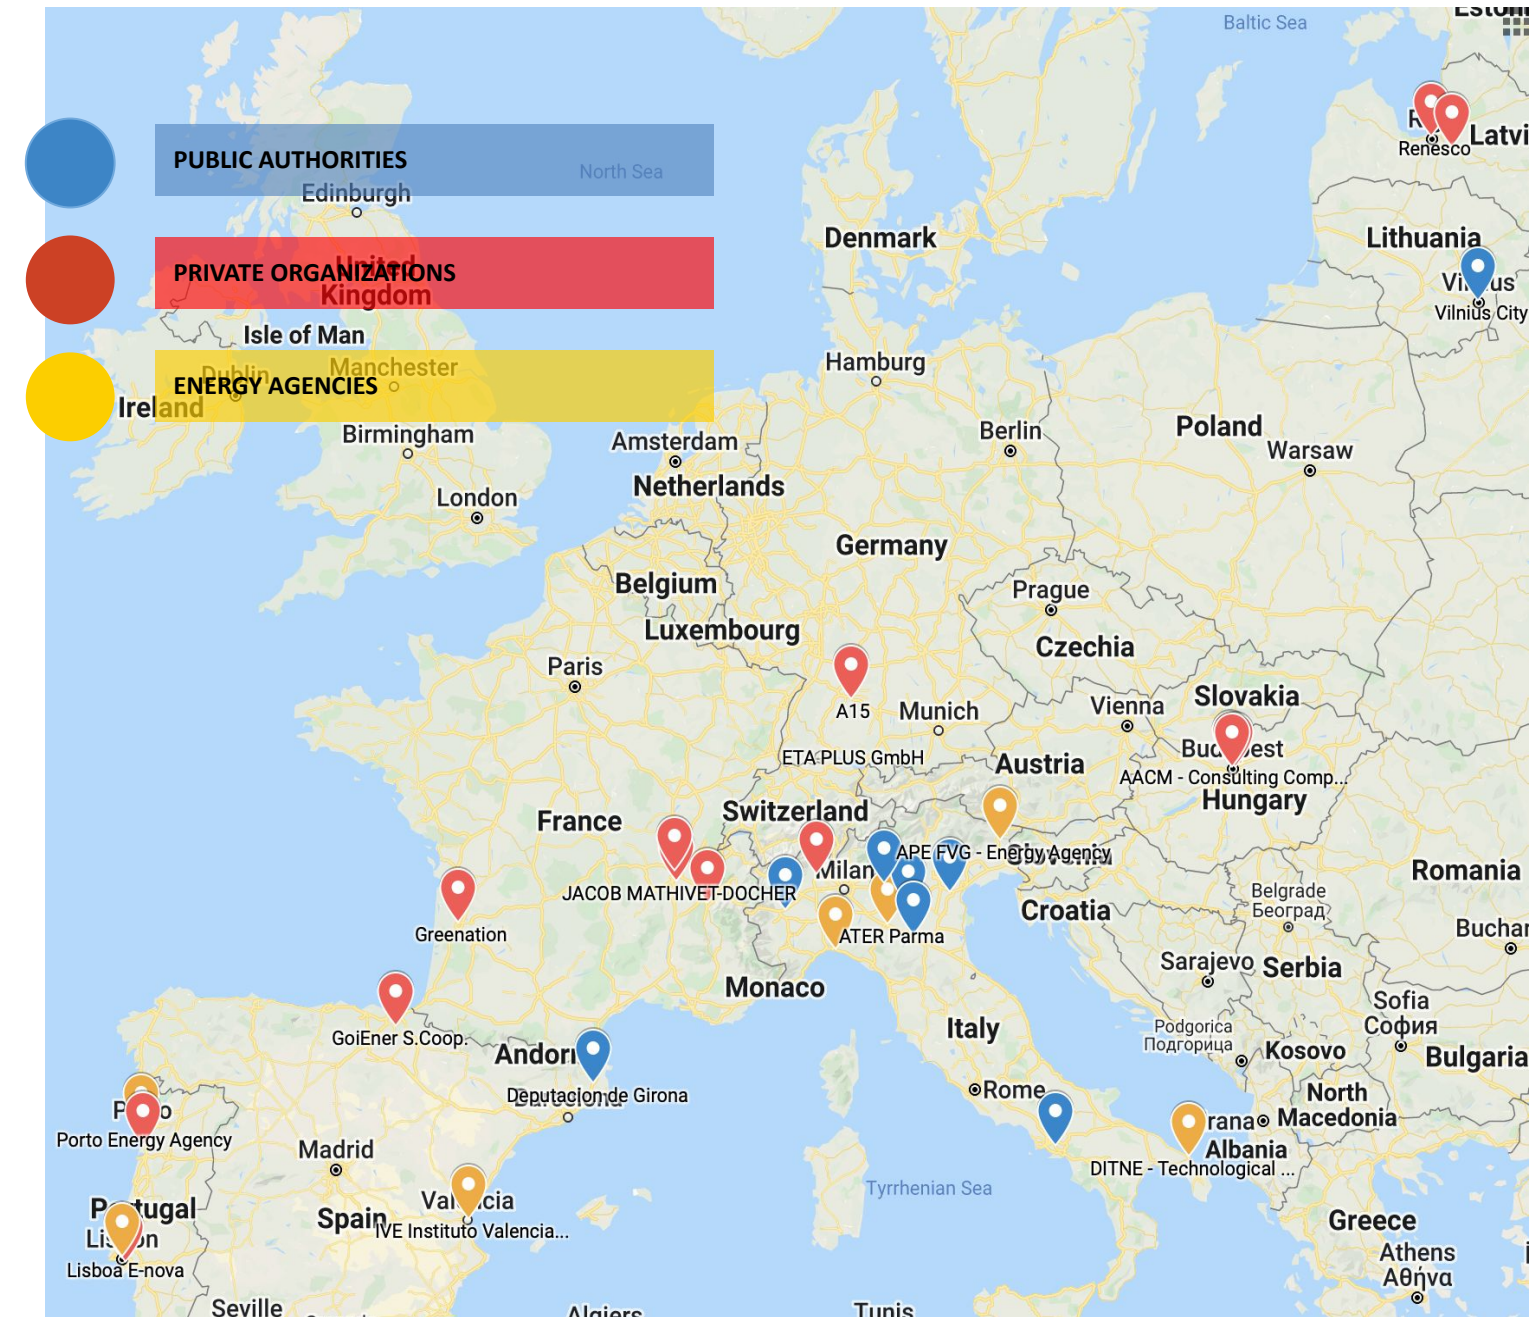 Baltic Sea
PUBLIC AUTHORITIES
North Sea
Edinburgh
Renesco
Denmark
Lithuania
Vilnius City
PRIVATE ORGANIZATIONS
United
Kingdom
Isle of Man
Dublin
Manchester
ENERGY AGENCIES
Ireland
Hamburg
Birmingham
Amsterdam
Berlin
Poland
Warsaw
Netherlands
London
Germany
Belgium
Prague
Luxembourg
Czechia
Paris
Slovakia
A15
Munich
Vienna
ETA PLUS GmbH
Austria
AACM - Consulting Comp...
Hungary
Switzerland
France
APE FVG - Energy Agency
Slovenia
Milan
JACOB MATHIVET-DOCHER
Romania
Belgrade
Београд
Croatia
Greenation
ATER Parma
Sarajevo
Serbia
Monaco
Sofia
София
GoiEner S.Coop.
Italy
Podgorica
Подгорица
Kosovo
Bulgaria
Deputacion de Girona
Rome
North
Macedonia
Porto Energy Agency
Madrid
Albania
DITNE - Technological ...
Tyrrhenian Sea
Spain
IVE Instituto Valencia...
Greece
Athens
Αθήνα
Lisboa E-nova
Seville
Algiers
Tunis